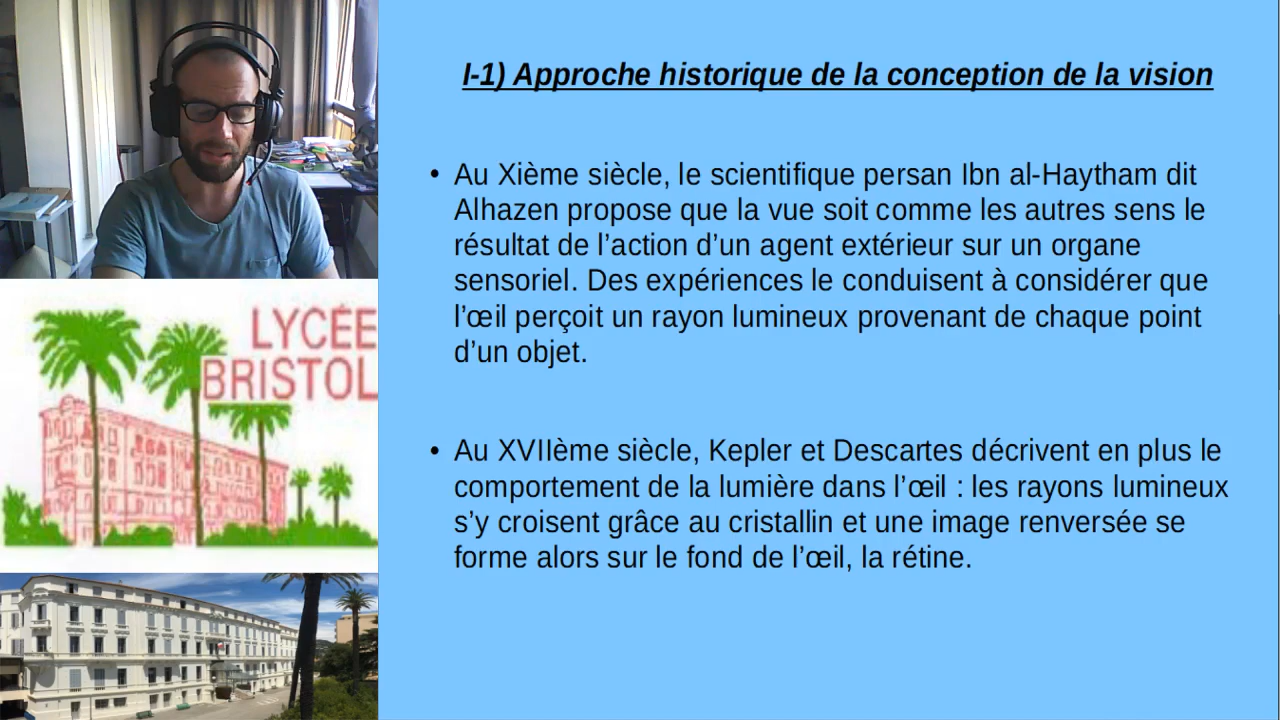 I-1) Approche historique de la conception de la vision
• Au Xième siècle, le scientifique persan Ibn al-Haytham dit
Alhazen propose que la vue soit comme les autres sens le
résultat de l’action d’un agent extérieur sur un organe
sensoriel. Des expériences le conduisent à considérer que
l’œil perçoit un rayon lumineux provenant de chaque point
d’un objet.
• Au XVIIème siècle, Kepler et Descartes décrivent en plus le
comportement de la lumière dans l’œil : les rayons lumineux
s’y croisent grâce au cristallin et une image renversée se
forme alors sur le fond de l’œil, la rétine.
LYCÉE
BRISTOL